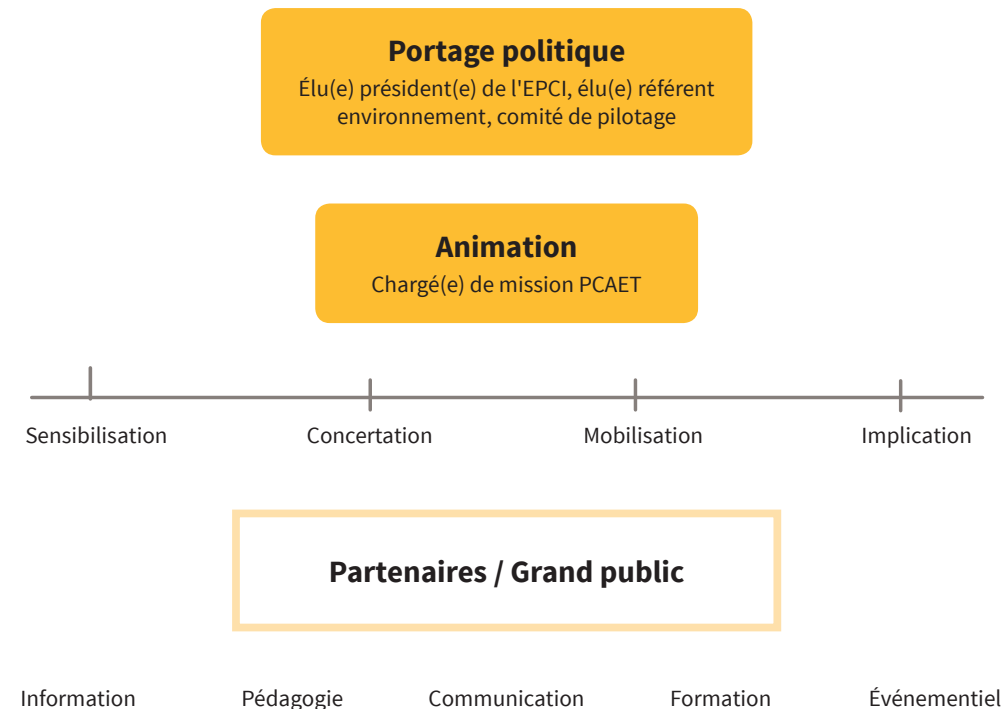 Portage politique
Élu(e) président(e) de l'EPCI, élu(e) référent
environnement, comité de pilotage
Animation
Chargé(e) de mission PCAET
Sensibilisation
Concertation
Mobilisation
Implication
Partenaires / Grand public
Information
Pédagogie
Communication
Formation
Événementiel